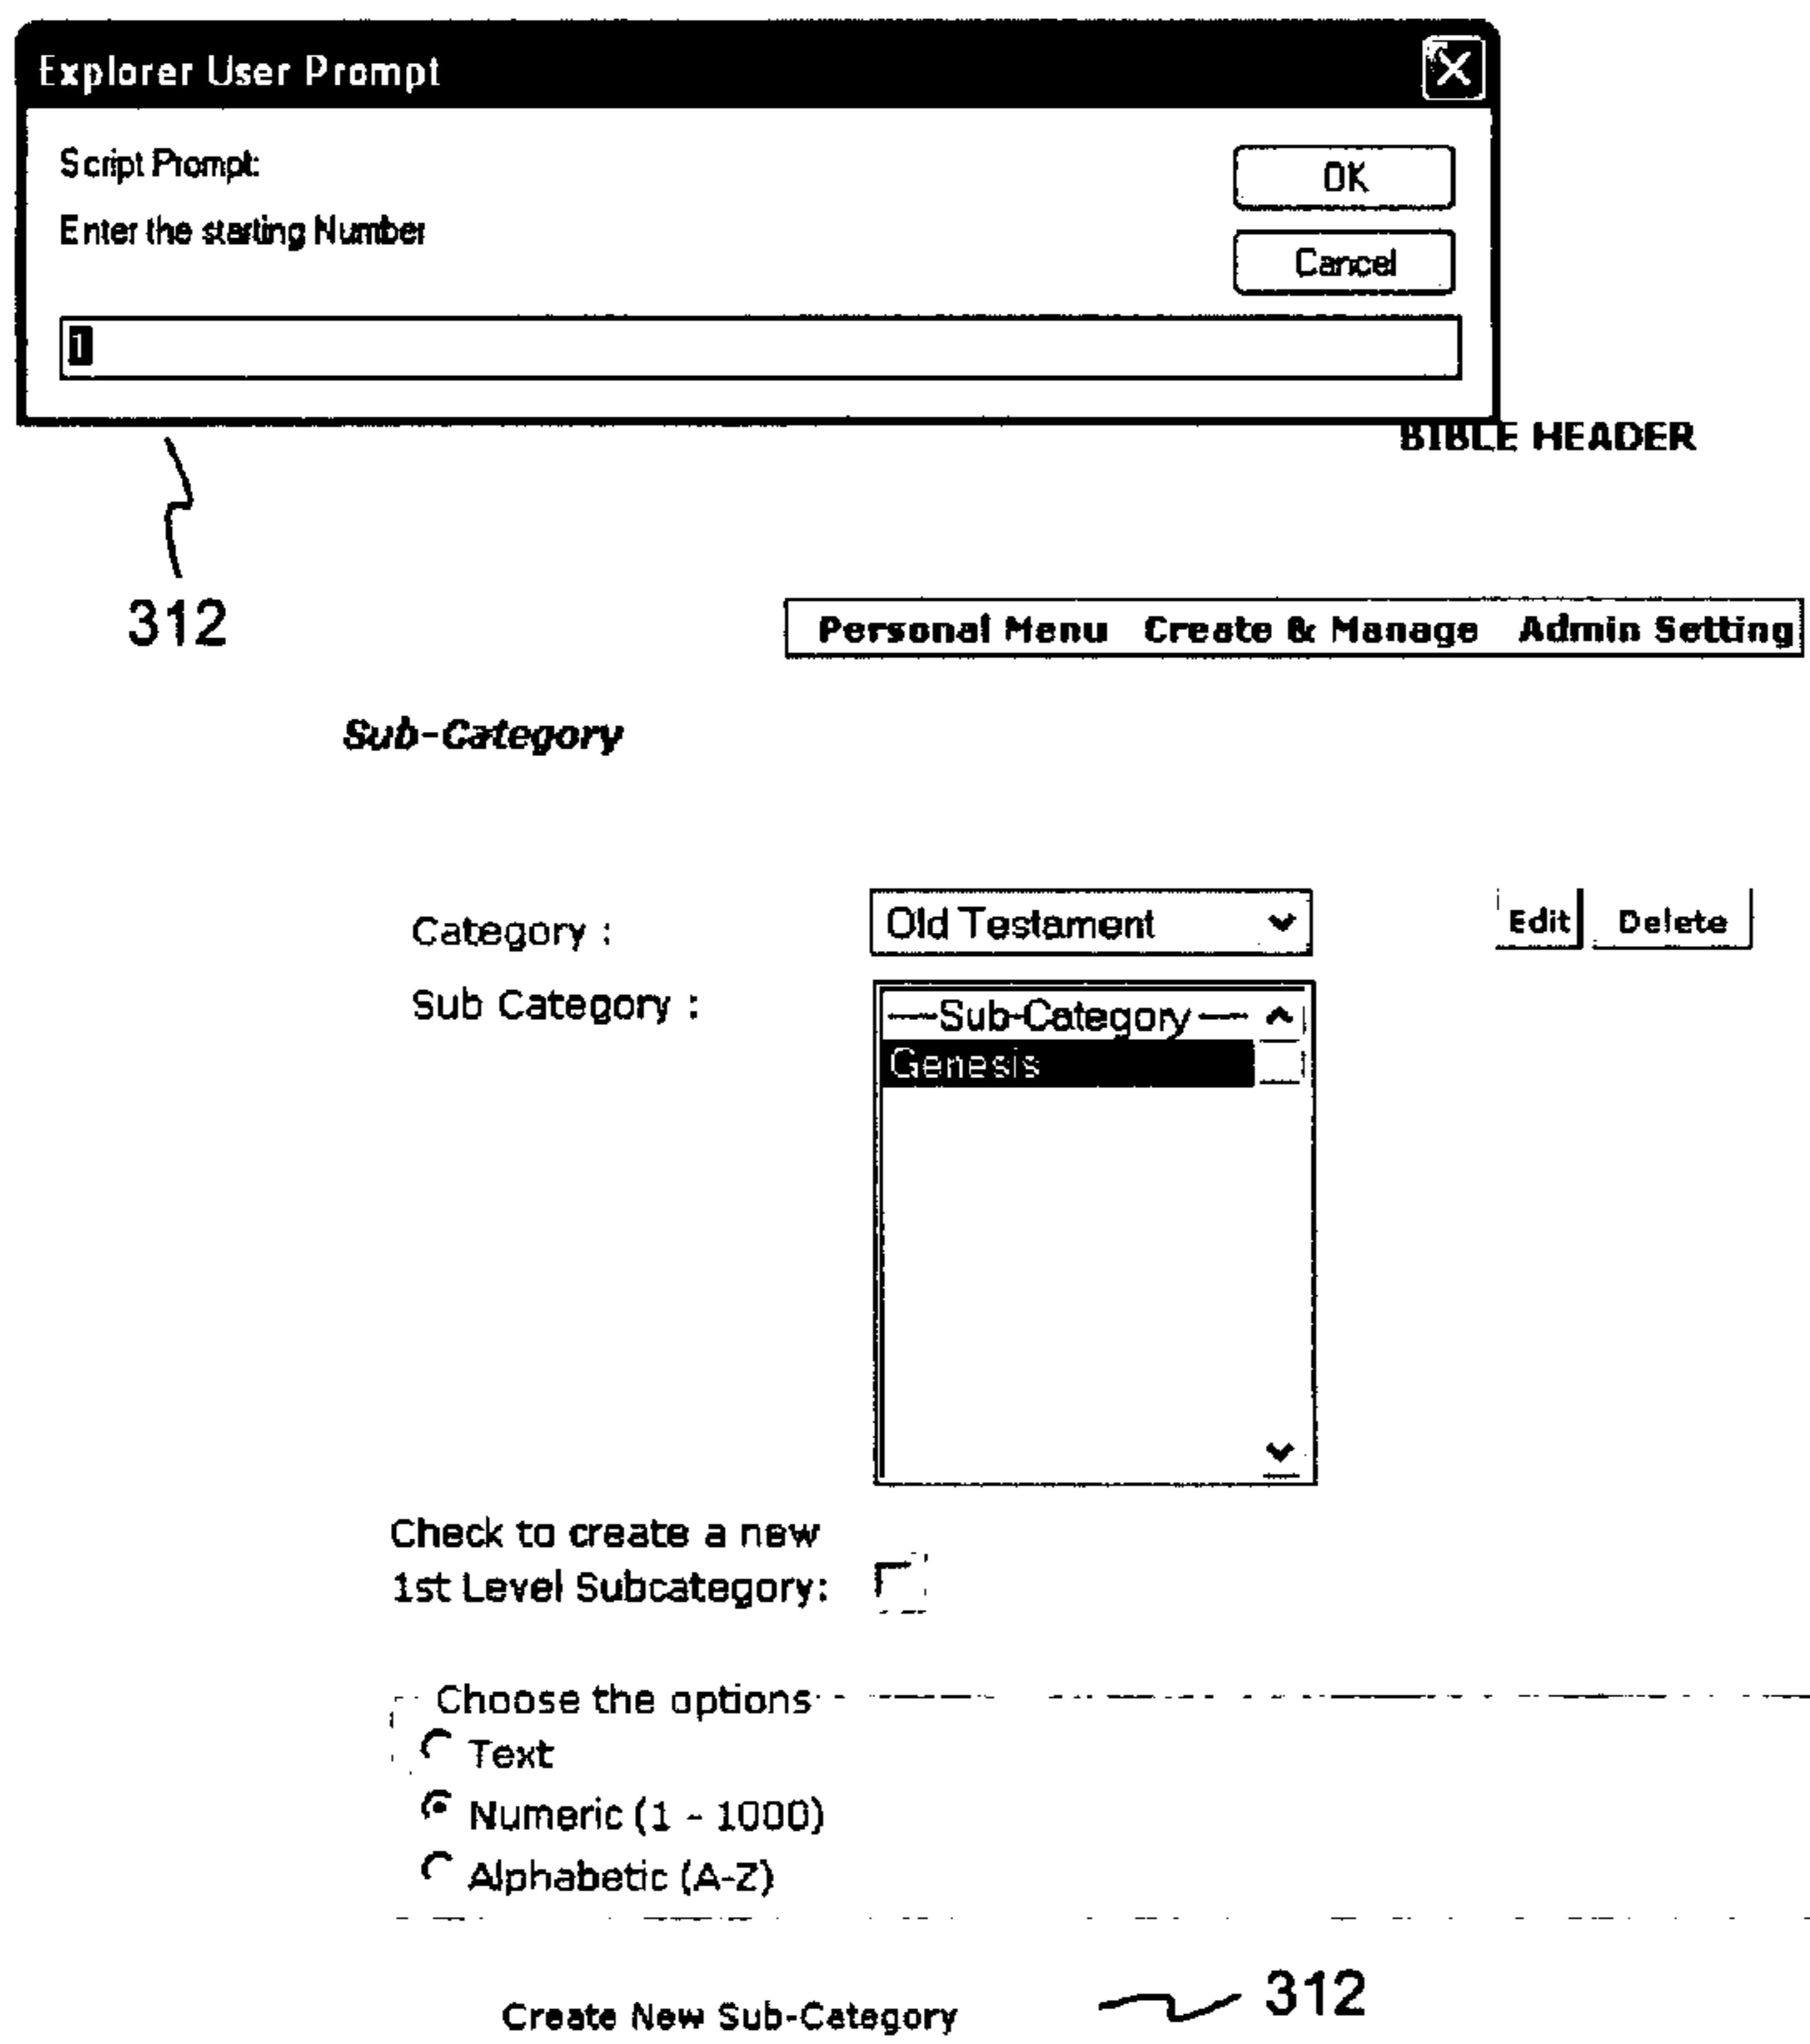 Explorer User Prompt
Script Prompt:
OK
Enter the starting Number
Cancel
1
BIBLE HEADER
312
Personal Menu Create & Manage Admin Setting
Sub-Category
Category : Old Testament Edit Delete
Sub Category : —Sub-Category—
Genesis
Check to create a new
1st Level Subcategory:
Choose the options
Text
Numeric (1 - 1000)
Alphabetic (A-Z)
Create New Sub-Category 312